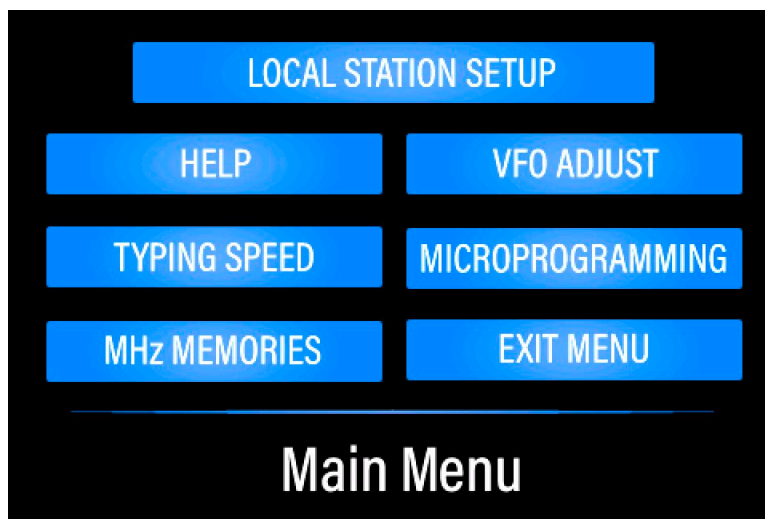 LOCAL STATION SETUP
HELP
VFO ADJUST
TYPING SPEED
MICROPROGRAMMING
MHz MEMORIES
EXIT MENU
Main Menu